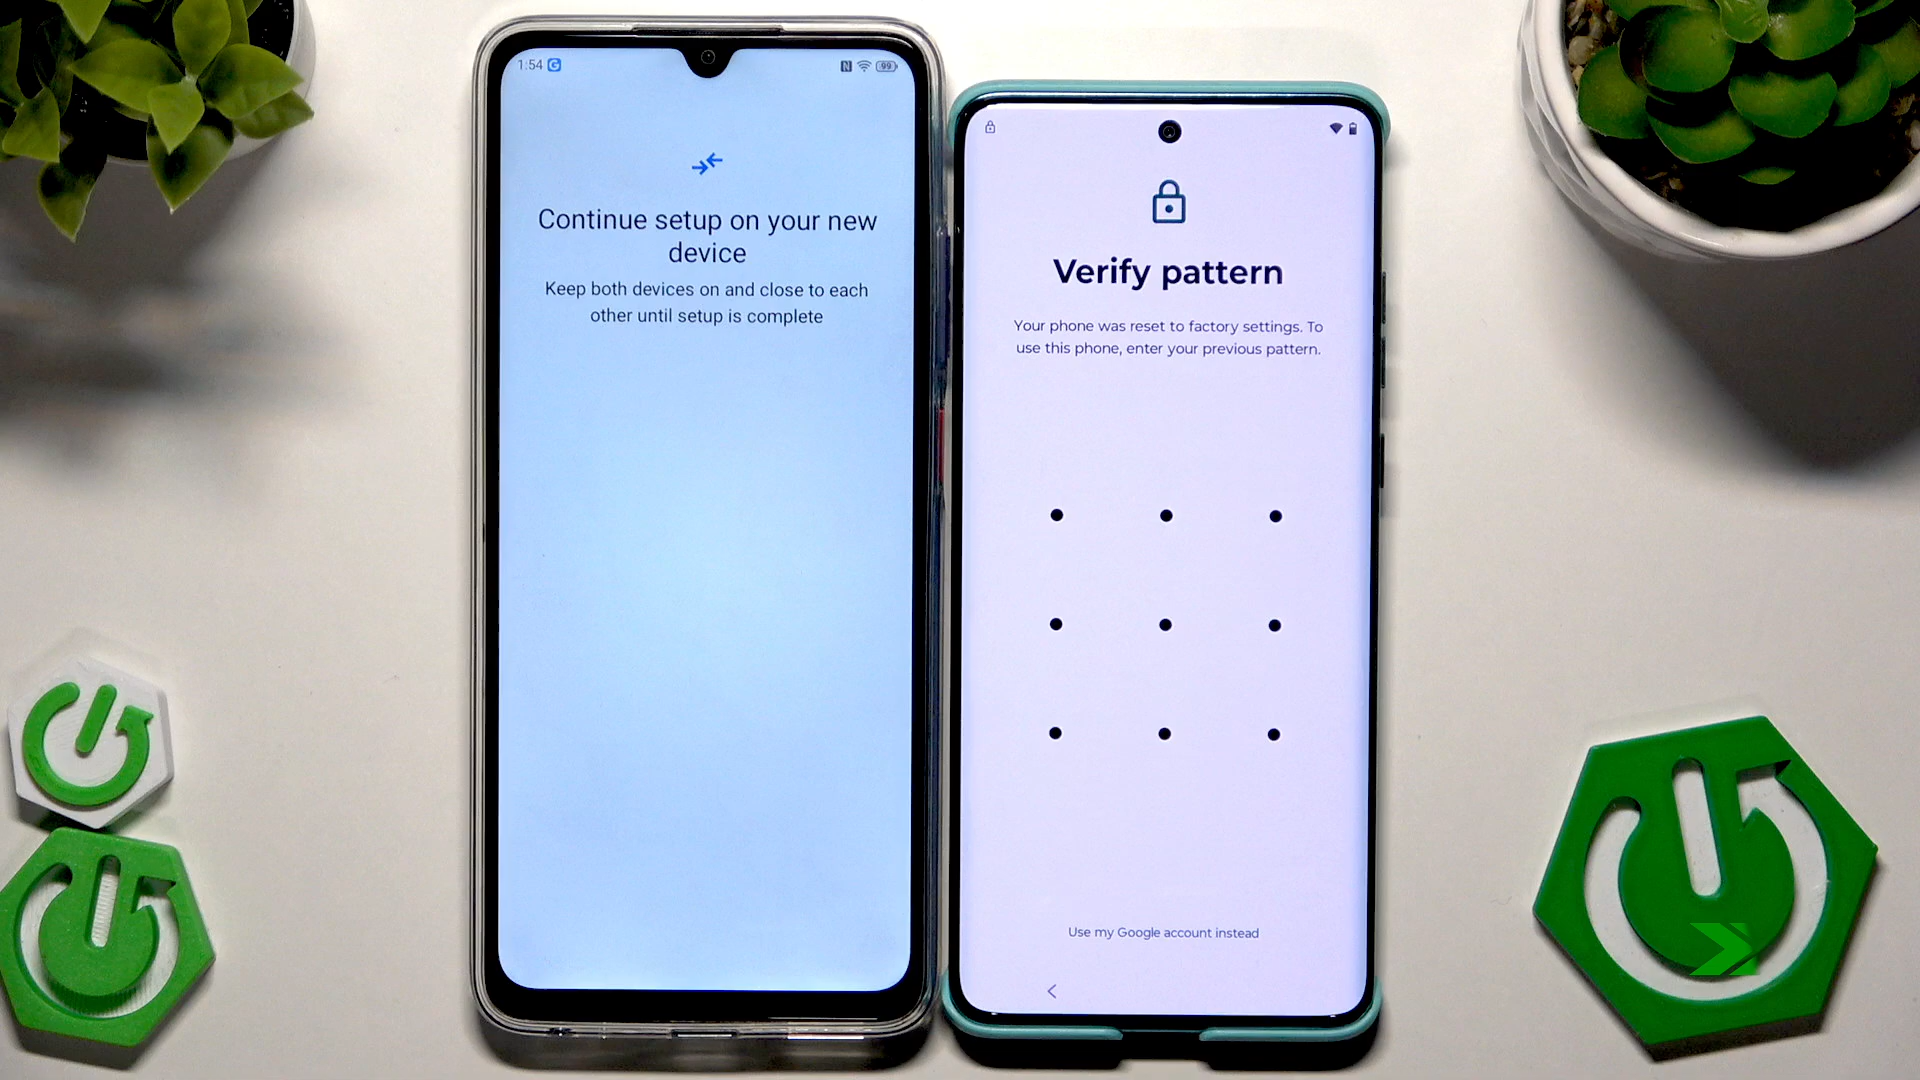 1:54
99
Continue setup on your new
device
Keep both devices on and close to each
other until setup is complete
Verify pattern
Your phone was reset to factory settings. To
use this phone, enter your previous pattern.
Use my Google account instead